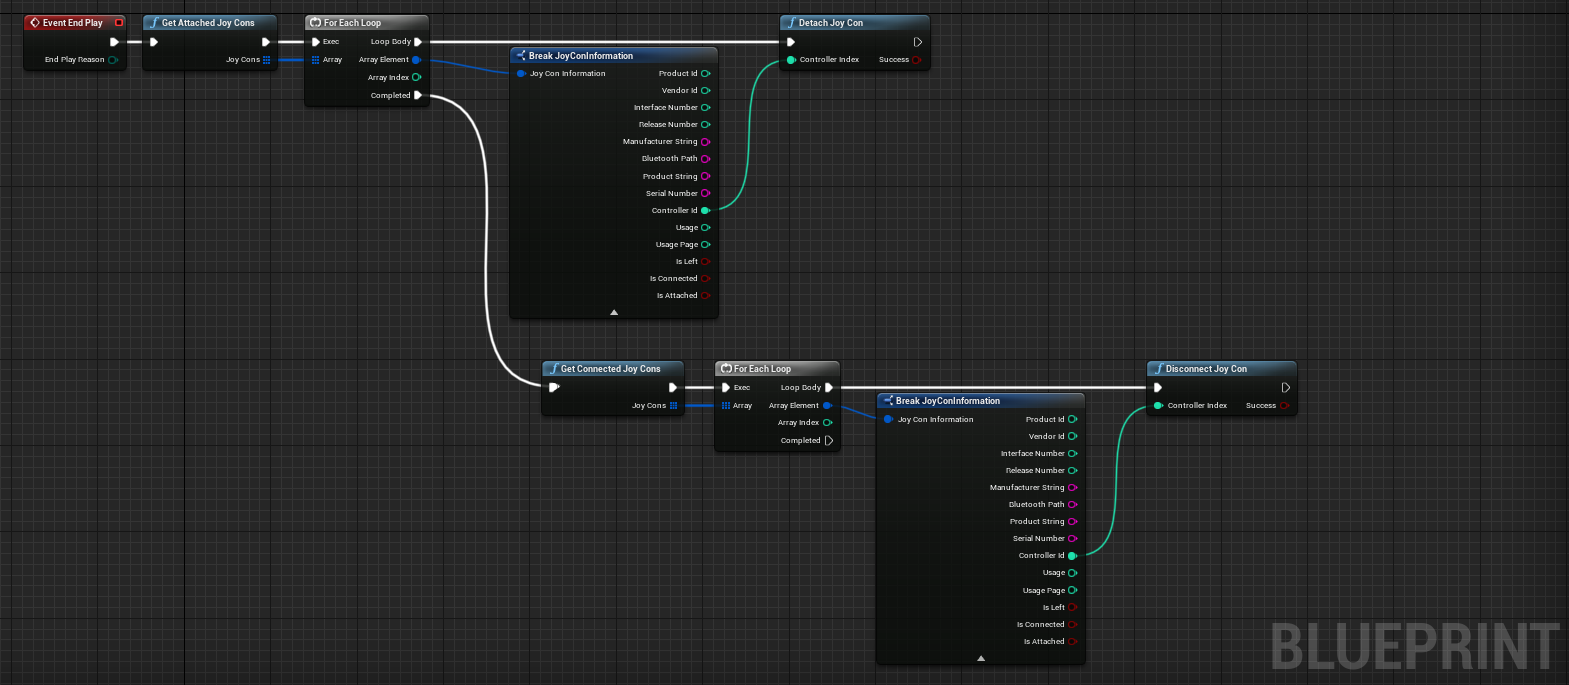 Event End Play
End Play Reason
Get Attached Joy Cons
Joy Cons
For Each Loop
Exec
Loop Body
Array
Array Element
Array Index
Completed
Break JoyConInformation
Joy Con Information
Product Id
Vendor Id
Interface Number
Release Number
Manufacturer String
Bluetooth Path
Product String
Serial Number
Controller Id
Usage
Usage Page
Is Left
Is Connected
Is Attached
Detach Joy Con
Controller Index
Success
Get Connected Joy Cons
Joy Cons
For Each Loop
Exec
Loop Body
Array
Array Element
Array Index
Completed
Break JoyConInformation
Joy Con Information
Product Id
Vendor Id
Interface Number
Release Number
Manufacturer String
Bluetooth Path
Product String
Serial Number
Controller Id
Usage
Usage Page
Is Left
Is Connected
Is Attached
Disconnect Joy Con
Controller Index
Success
BLUEPRINT